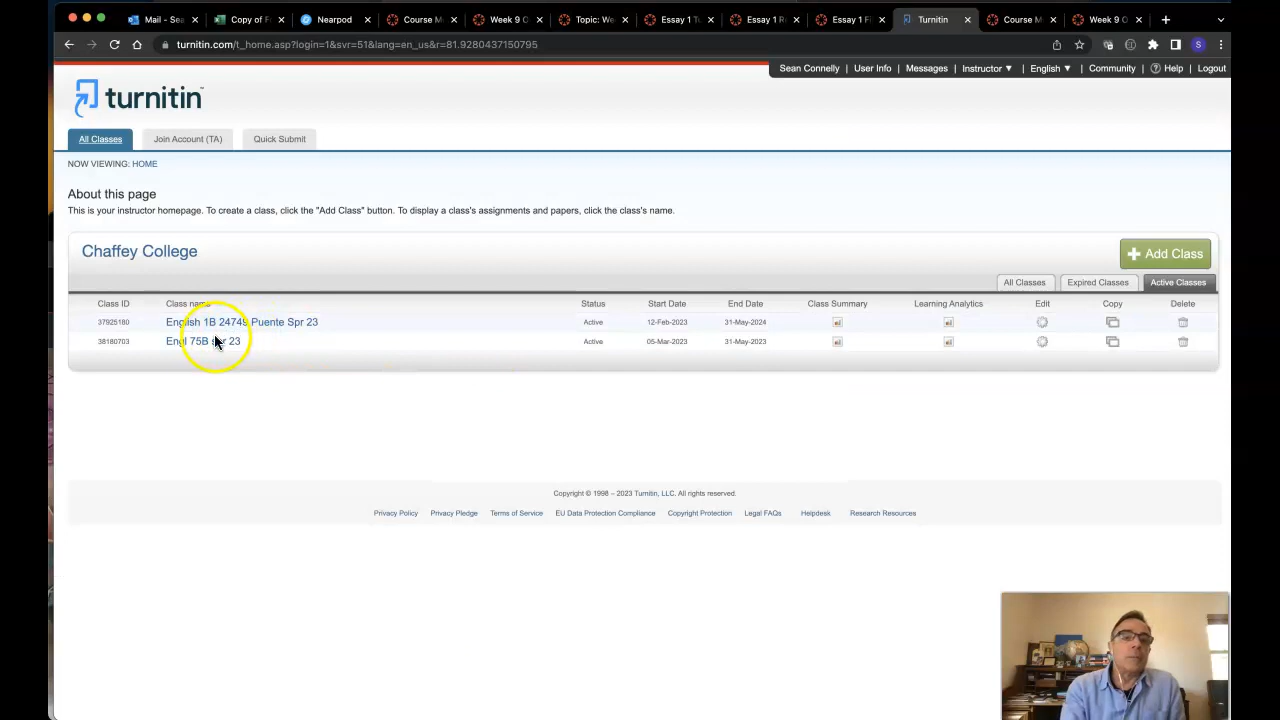 Mail - Sea
Copy of F
Nearpod
Course M
Week 9 O
Topic: We
Essay 1 T
Essay 1 R
Essay 1 F
Turnitin
Course M
Week 9 O
turnitin.com/t_home.asp?login=1&svr=51&lang=en_us&r=81.9280437150795
S
Sean Connelly | User Info | Messages | Instructor ▼ | English ▼ | Community | Help | Logout
turnitin
All Classes
Join Account (TA)
Quick Submit
NOW VIEWING: HOME
About this page
This is your instructor homepage. To create a class, click the "Add Class" button. To display a class's assignments and papers, click the class's name.
Chaffey College
+ Add Class
All Classes
Expired Classes
Active Classes
Class ID Class name Status Start Date End Date Class Summary Learning Analytics Edit Copy Delete
37925180 English 1B 24749 Puente Spr 23 Active 12-Feb-2023 31-May-2024
38180703 Engl 75B spr 23 Active 05-Mar-2023 31-May-2023
Copyright © 1998 – 2023 Turnitin, LLC. All rights reserved.
Privacy Policy Privacy Pledge Terms of Service EU Data Protection Compliance Copyright Protection Legal FAQs Helpdesk Research Resources